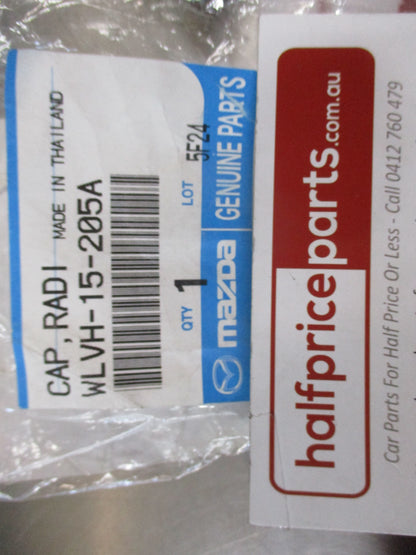 CAP, RADI MADE IN THAILAND
WLVH-15-205A
QTY 1 LOT 5F24
mazda GENUINE PARTS
halfpriceparts.com.au
Car Parts For Half Price Or Less - Call 0412 760 479